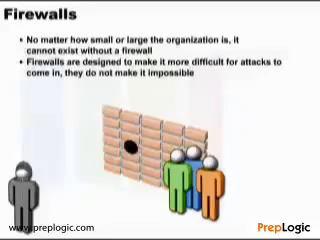 Firewalls
• No matter how small or large the organization is, it
cannot exist without a firewall
• Firewalls are designed to make it more difficult for attacks to
come in, they do not make it impossible
www.preplogic.com
PrepLogic